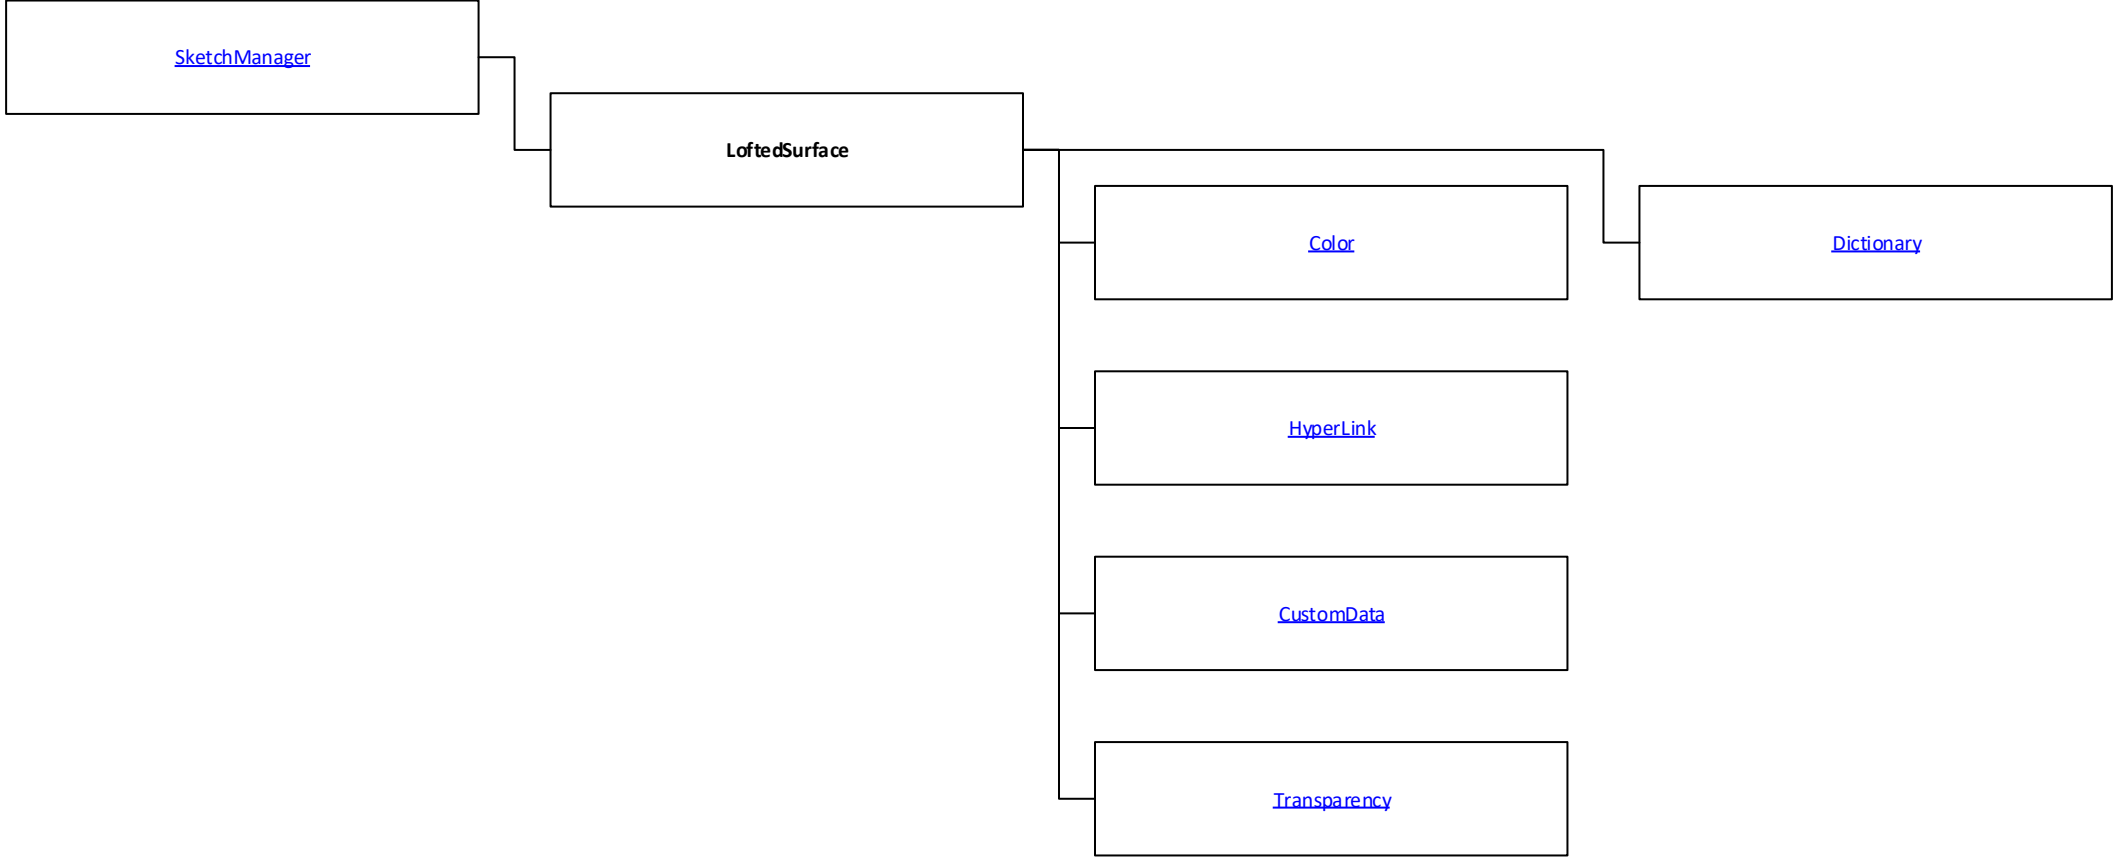 SketchManager
LoftedSurface
Color
Dictionary
HyperLink
CustomData
Transparency